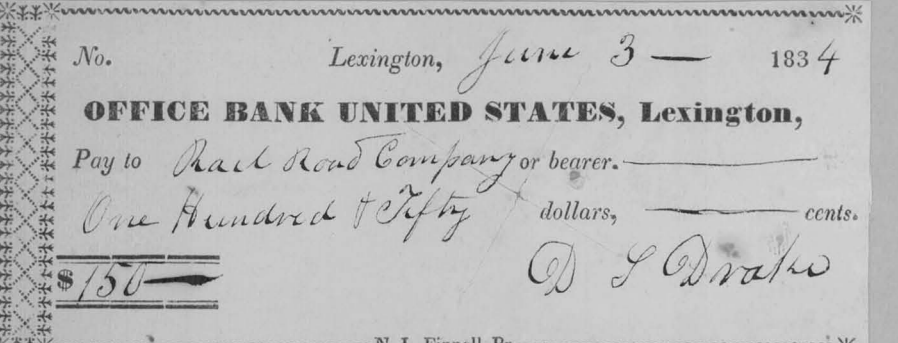 No. Lexington, June 3 — 1834
OFFICE BANK UNITED STATES, Lexington,
Pay to Rail Road Company or bearer.
One Hundred & Fifty dollars, — cents.
$150—
D S Drake